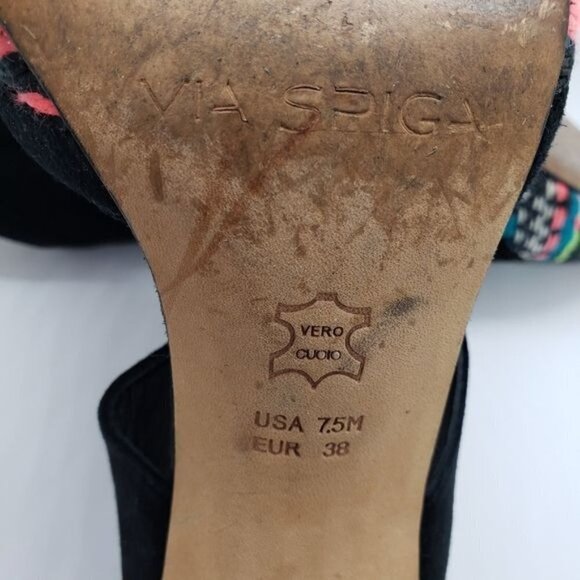 VIA SPIGA
VERO
CUOIO
USA 7.5M
EUR 38